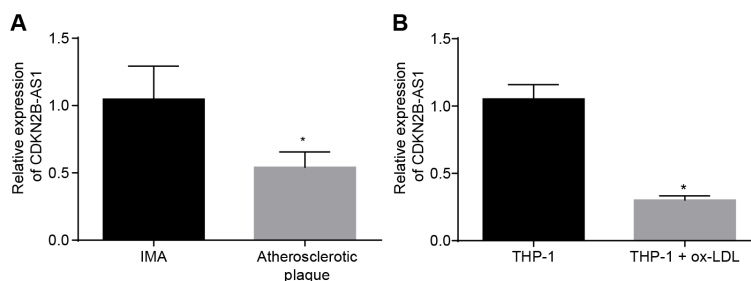 A
Relative expression
of CDKN2B-AS1
1.5
1.0
0.5
0.0
*
IMA
Atherosclerotic
plaque
B
Relative expression
of CDKN2B-AS1
1.5
1.0
0.5
0.0
*
THP-1
THP-1 + ox-LDL